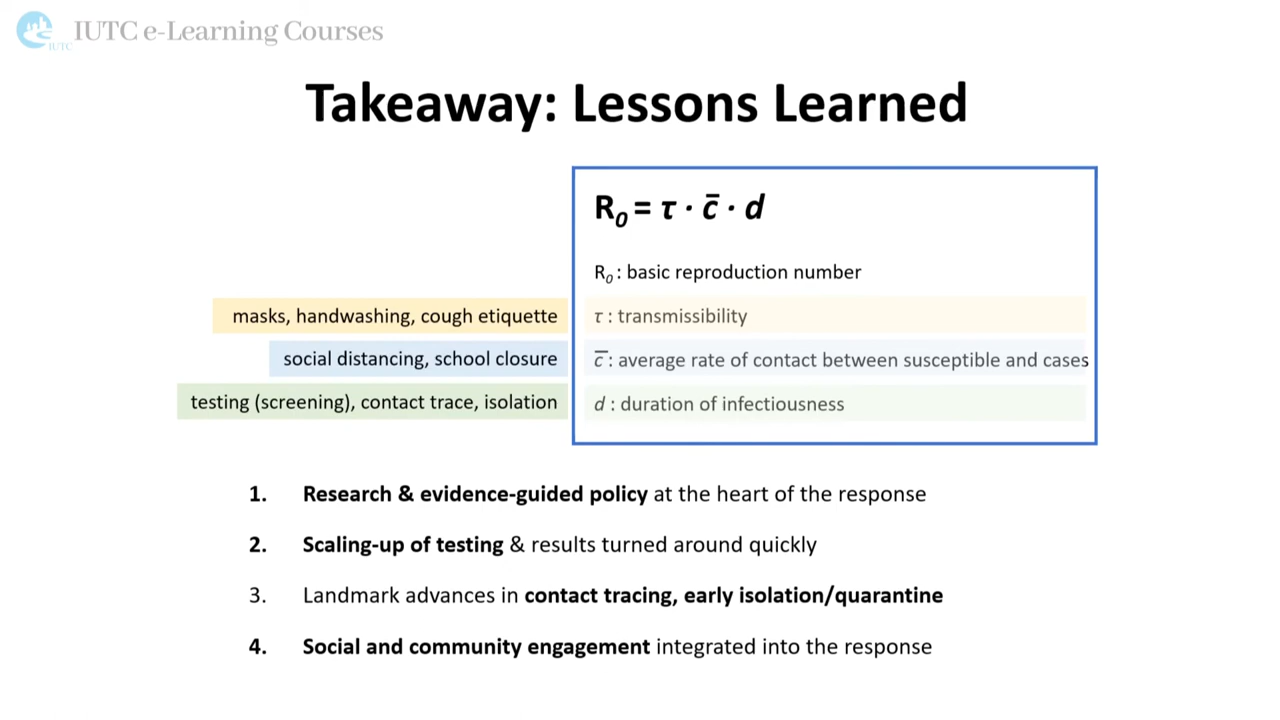 IUTC e-Learning Courses
IUTC
Takeaway: Lessons Learned
R₀ = τ · c̄ · d
R₀ : basic reproduction number
masks, handwashing, cough etiquette
τ : transmissibility
social distancing, school closure
c̄ : average rate of contact between susceptible and cases
testing (screening), contact trace, isolation
d : duration of infectiousness
1. Research & evidence-guided policy at the heart of the response
2. Scaling-up of testing & results turned around quickly
3. Landmark advances in contact tracing, early isolation/quarantine
4. Social and community engagement integrated into the response